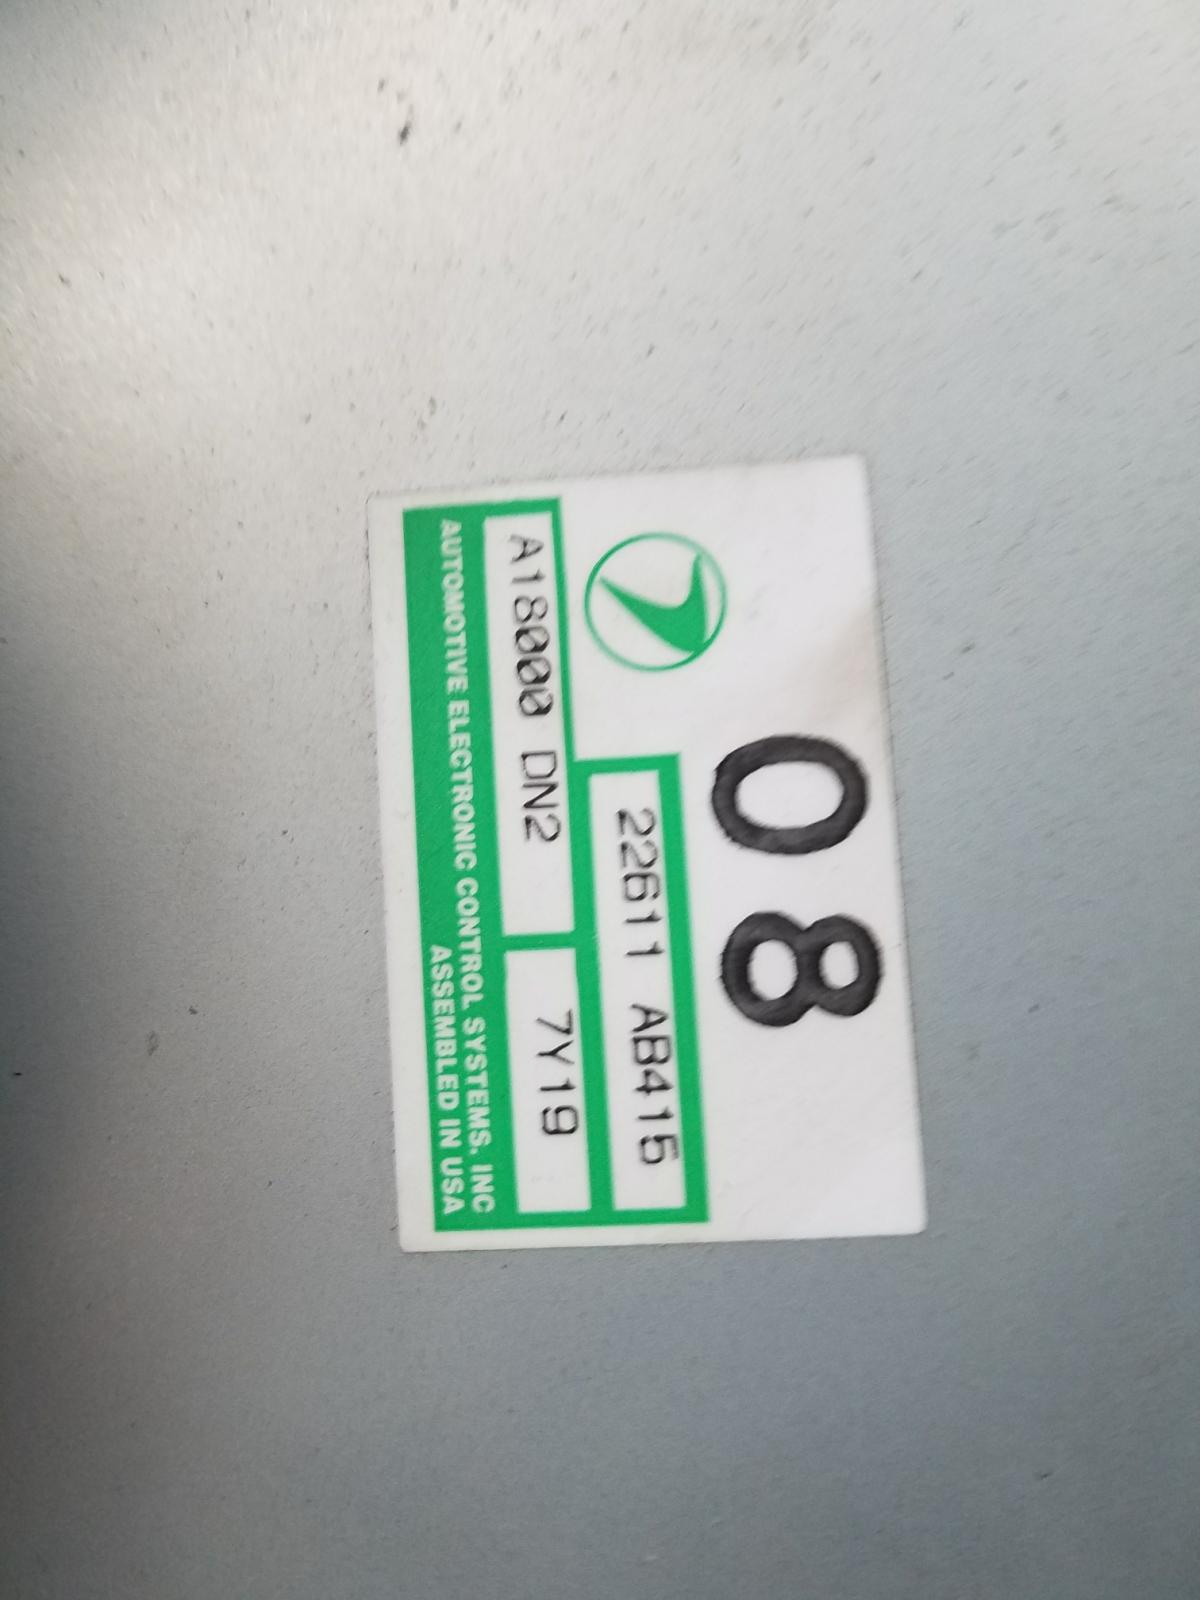 08
22611 AB415
A18000 DN2 7Y19
AUTOMOTIVE ELECTRONIC CONTROL SYSTEMS, INC
ASSEMBLED IN USA